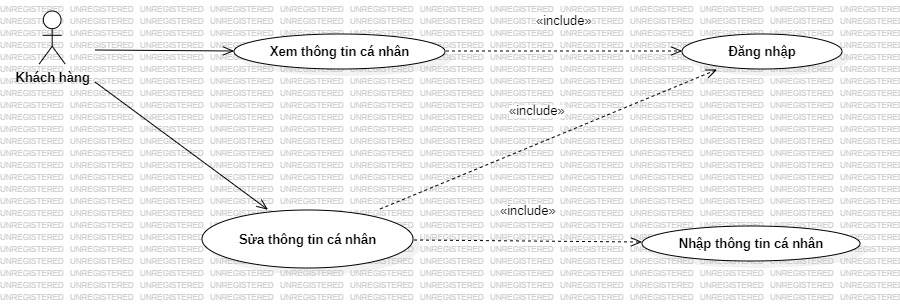 «include»
Xem thông tin cá nhân
Đăng nhập
Khách hàng
«include»
«include»
Sửa thông tin cá nhân
Nhập thông tin cá nhân
UNREGISTERED